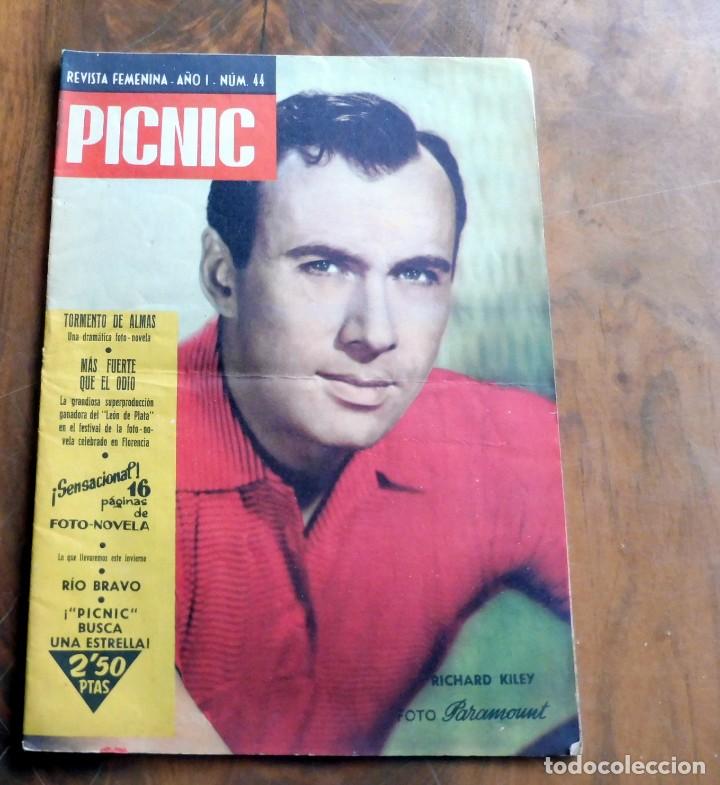 REVISTA FEMENINA - AÑO I - NÚM. 44
PICNIC
TORMENTO DE ALMAS
Una dramática foto-novela
MÁS FUERTE
QUE EL ODIO
La grandiosa superproducción
ganadora del "León de Plata"
en el festival de la foto-no-
vela celebrado en Florencia
¡Sensacional!
16
páginas
de
FOTO-NOVELA
Lo que llevaremos este invierno
RÍO BRAVO
¡"PICNIC"
BUSCA
UNA ESTRELLA!
2'50
PTAS
RICHARD KILEY
FOTO Paramount
todocoleccion